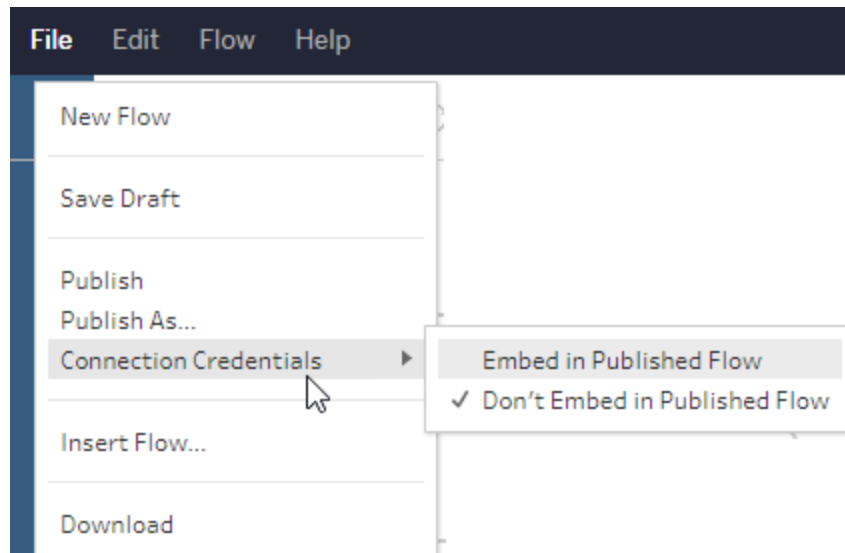 File Edit Flow Help
New Flow
Save Draft
Publish
Publish As...
Connection Credentials
Embed in Published Flow
✓ Don't Embed in Published Flow
Insert Flow...
Download